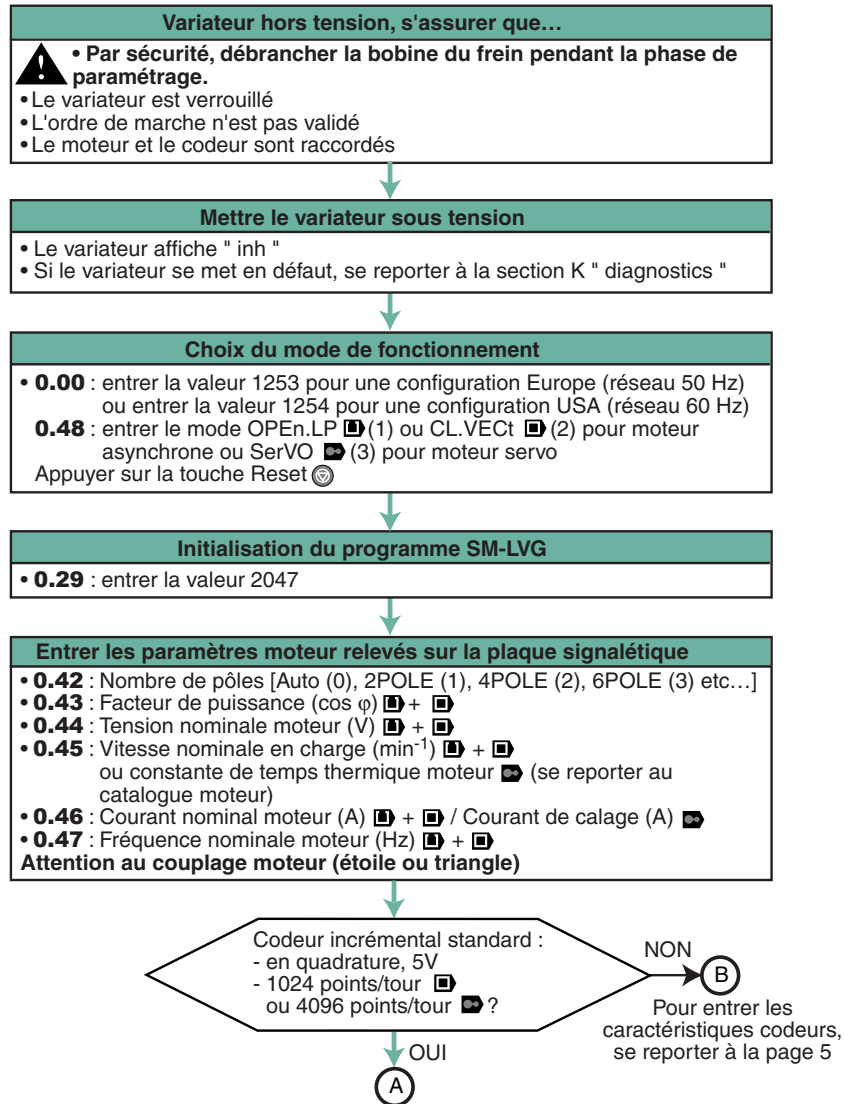 Variateur hors tension, s'assurer que…
! • Par sécurité, débrancher la bobine du frein pendant la phase de
paramétrage.
• Le variateur est verrouillé
• L'ordre de marche n'est pas validé
• Le moteur et le codeur sont raccordés
Mettre le variateur sous tension
• Le variateur affiche " inh "
• Si le variateur se met en défaut, se reporter à la section K " diagnostics "
Choix du mode de fonctionnement
• 0.00 : entrer la valeur 1253 pour une configuration Europe (réseau 50 Hz)
ou entrer la valeur 1254 pour une configuration USA (réseau 60 Hz)
0.48 : entrer le mode OPEn.LP (1) ou CL.VECt (2) pour moteur
asynchrone ou SerVO (3) pour moteur servo
Appuyer sur la touche Reset
Initialisation du programme SM-LVG
• 0.29 : entrer la valeur 2047
Entrer les paramètres moteur relevés sur la plaque signalétique
• 0.42 : Nombre de pôles [Auto (0), 2POLE (1), 4POLE (2), 6POLE (3) etc…]
• 0.43 : Facteur de puissance (cos φ) +
• 0.44 : Tension nominale moteur (V) +
• 0.45 : Vitesse nominale en charge (min⁻¹) +
ou constante de temps thermique moteur (se reporter au
catalogue moteur)
• 0.46 : Courant nominal moteur (A) + / Courant de calage (A)
• 0.47 : Fréquence nominale moteur (Hz) +
Attention au couplage moteur (étoile ou triangle)
Codeur incrémental standard :
- en quadrature, 5V
- 1024 points/tour
ou 4096 points/tour ?
NON
B
Pour entrer les
caractéristiques codeurs,
se reporter à la page 5
OUI
A